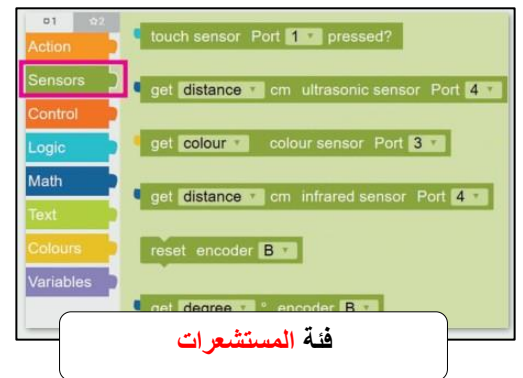 1 2
Action
Sensors
Control
Logic
Math
Text
Colours
Variables
touch sensor Port 1 pressed?
get distance cm ultrasonic sensor Port 4
get colour colour sensor Port 3
get distance cm infrared sensor Port 4
reset encoder B
get degree ° encoder B
فئة المستشعرات